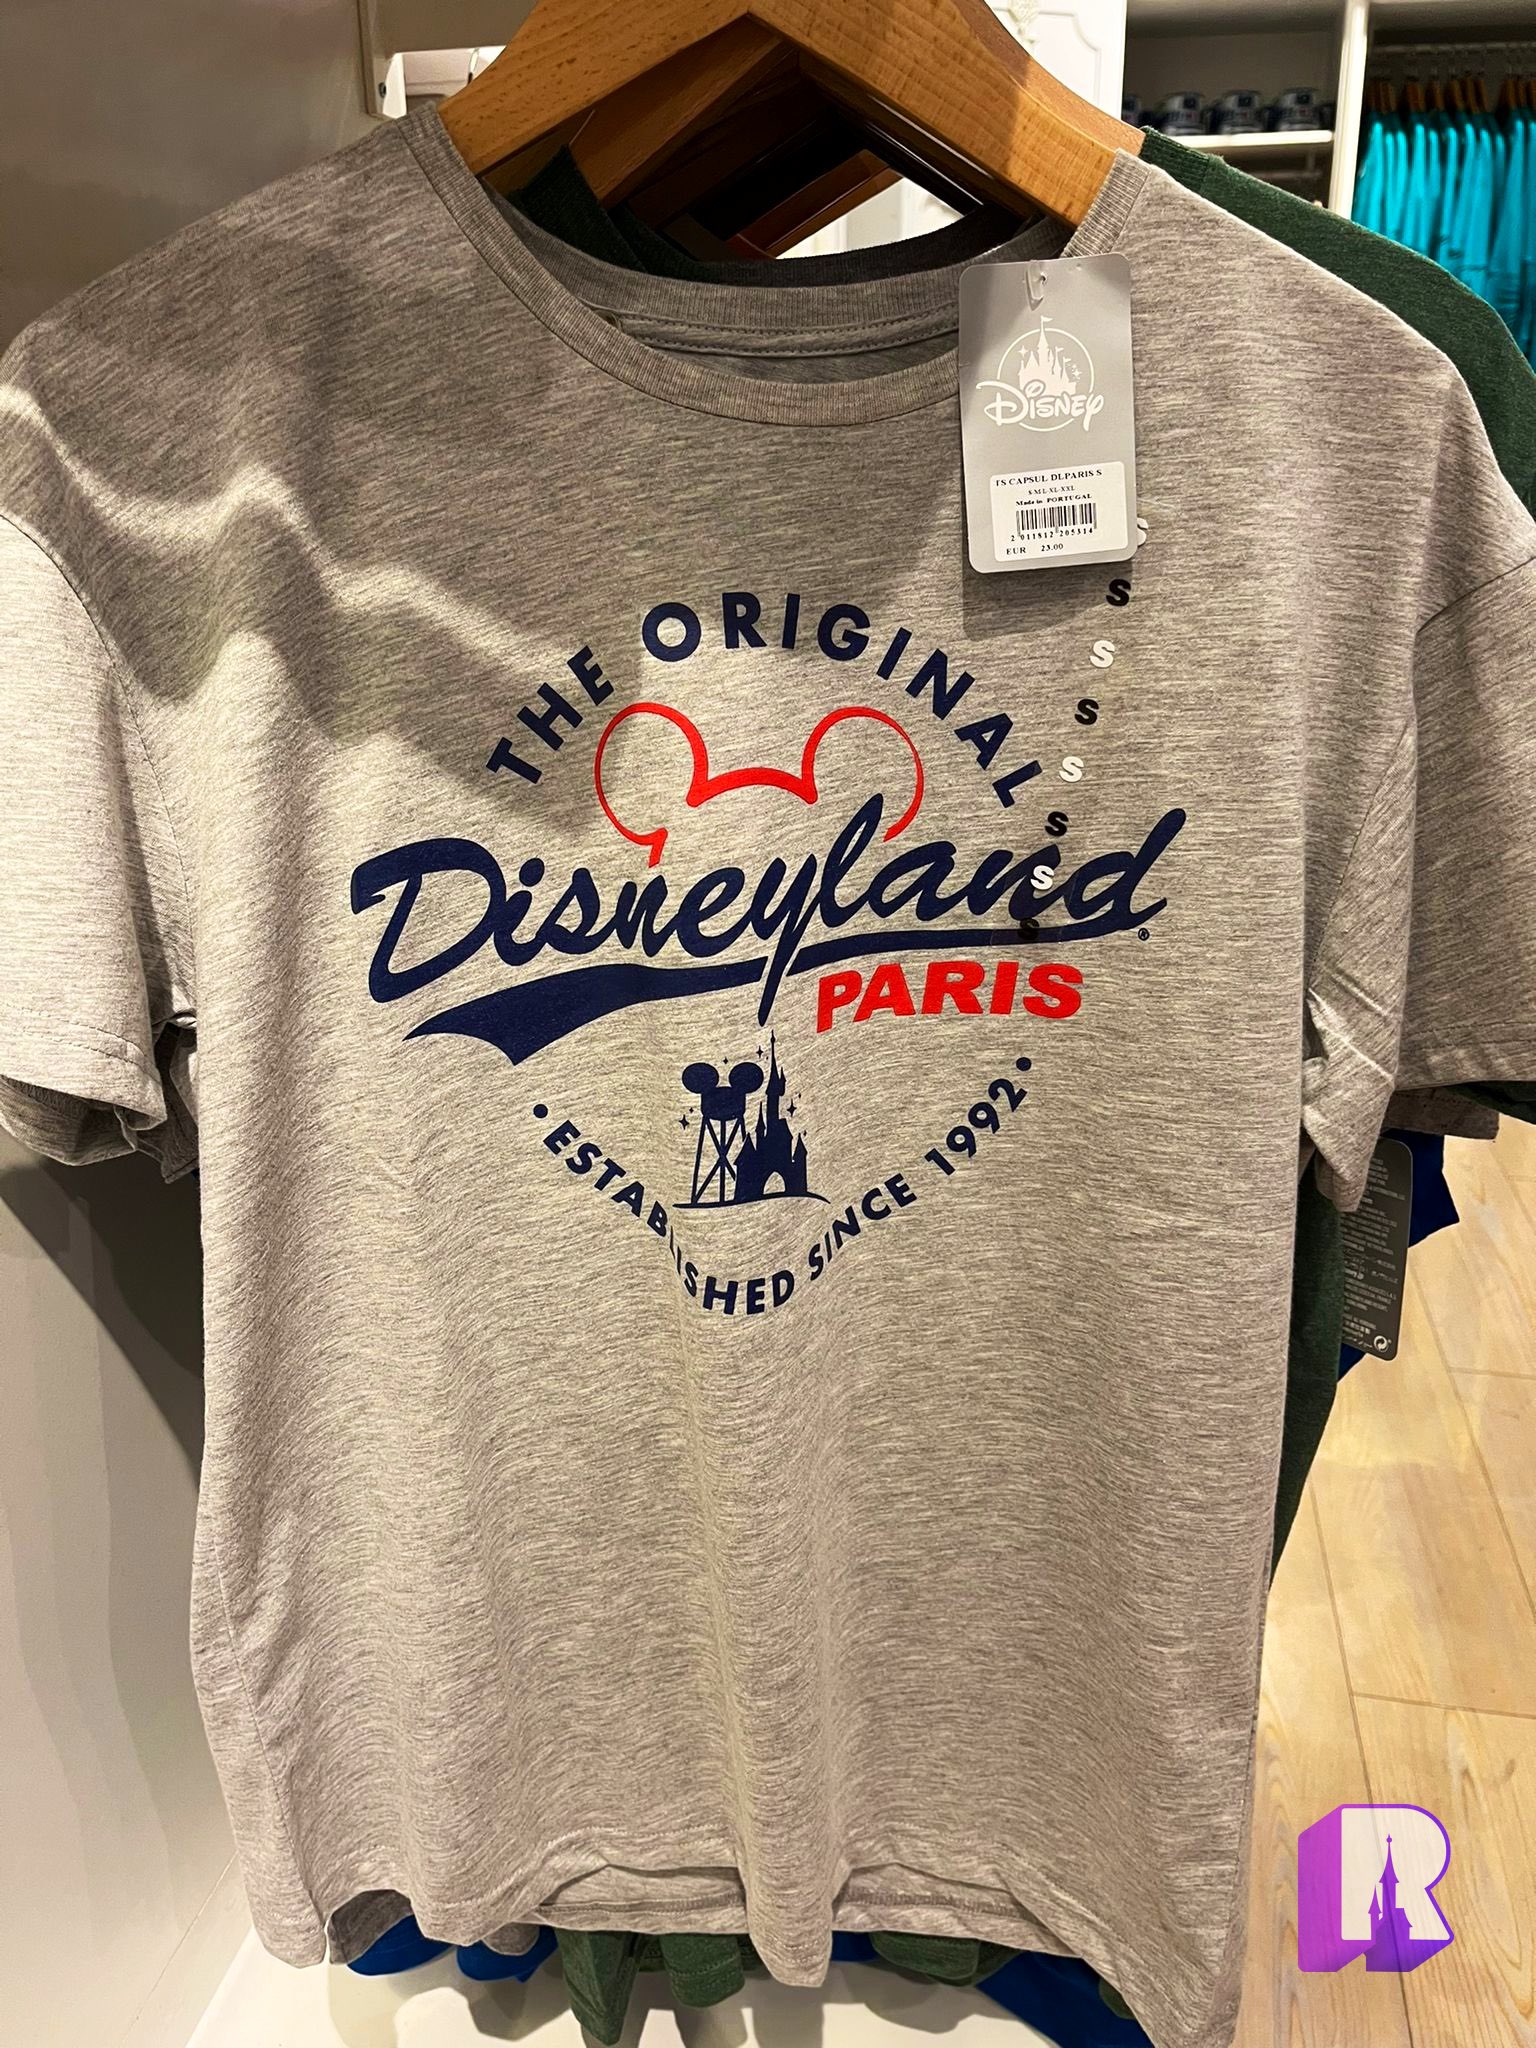 Disney
TS CAPSUL DLPARIS S
S-M-L-XL-XXL
Made in PORTUGAL
2 011812 205314
EUR 23.00
S
S
S
S
S
S
S
S
THE ORIGINAL
Disneyland®
PARIS
•ESTABLISHED SINCE 1992•
R